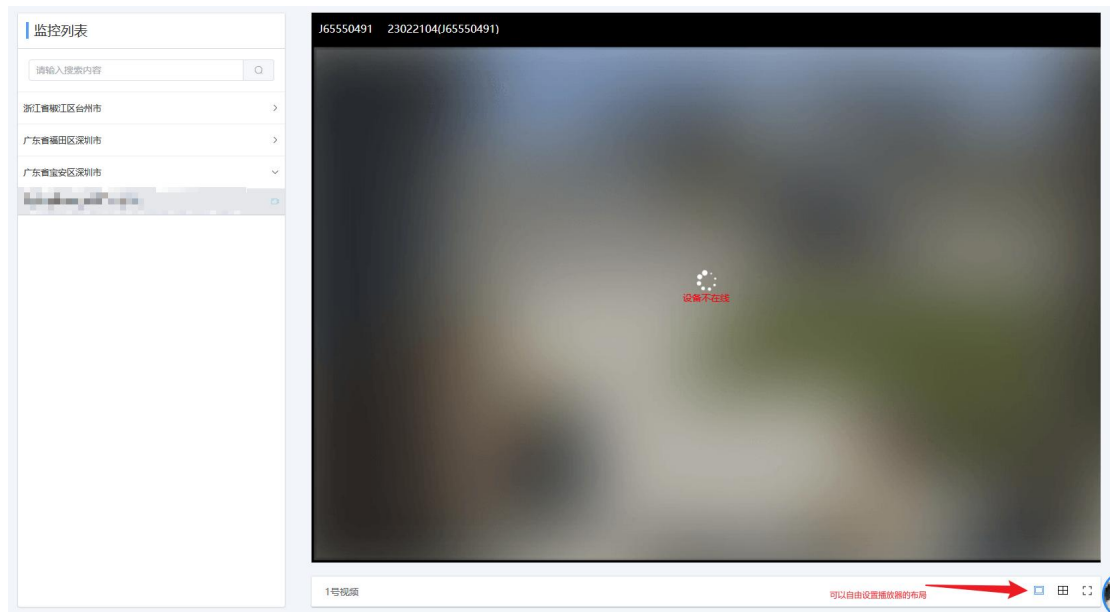 监控列表
请输入搜索内容
浙江省椒江区台州市
广东省福田区深圳市
广东省宝安区深圳市
J65550491 23022104(J65550491)
设备不在线
1号视频
可以自由设置播放器的布局